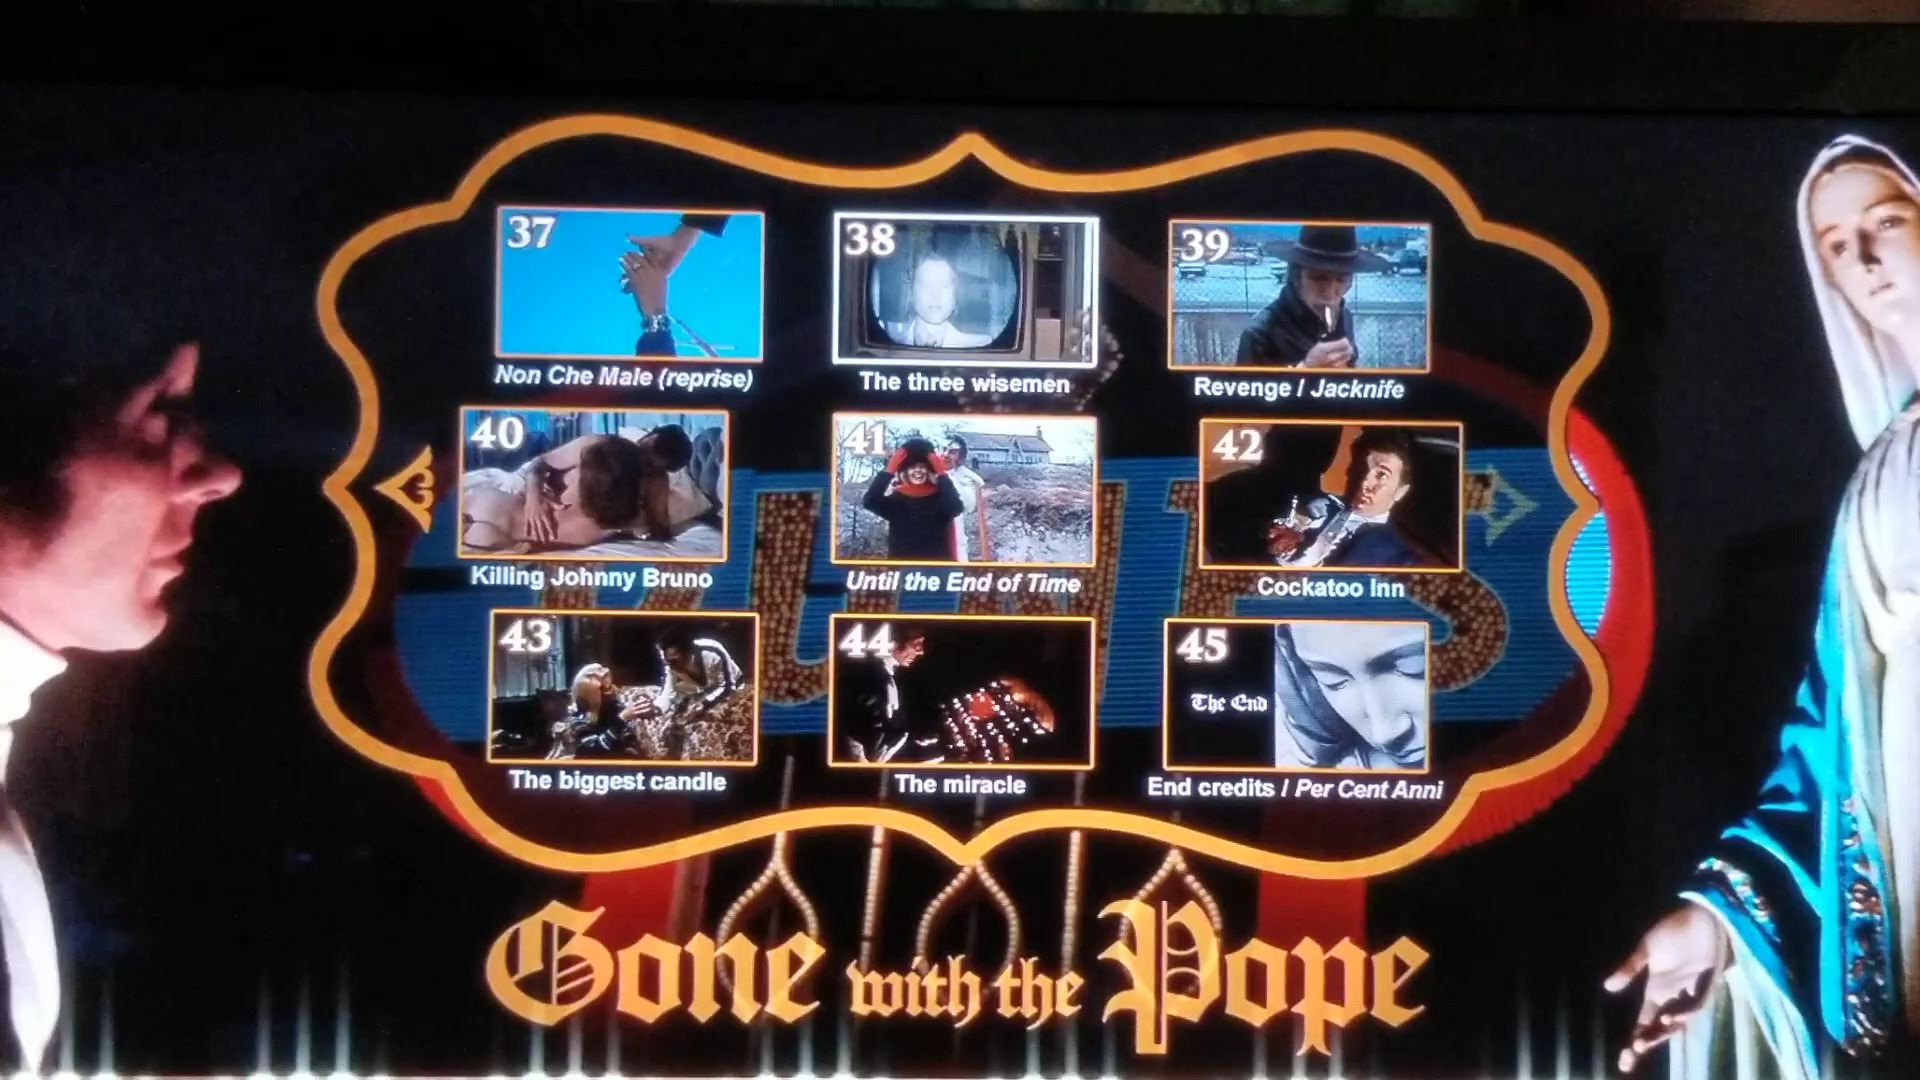 37
38
39
Non Che Male (reprise)
The three wisemen
Revenge / Jacknife
40
41
42
Killing Johnny Bruno
Until the End of Time
Cockatoo Inn
43
44
45
The End
The biggest candle
The miracle
End credits / Per Cent Anni
DUNES
Gone with the Pope